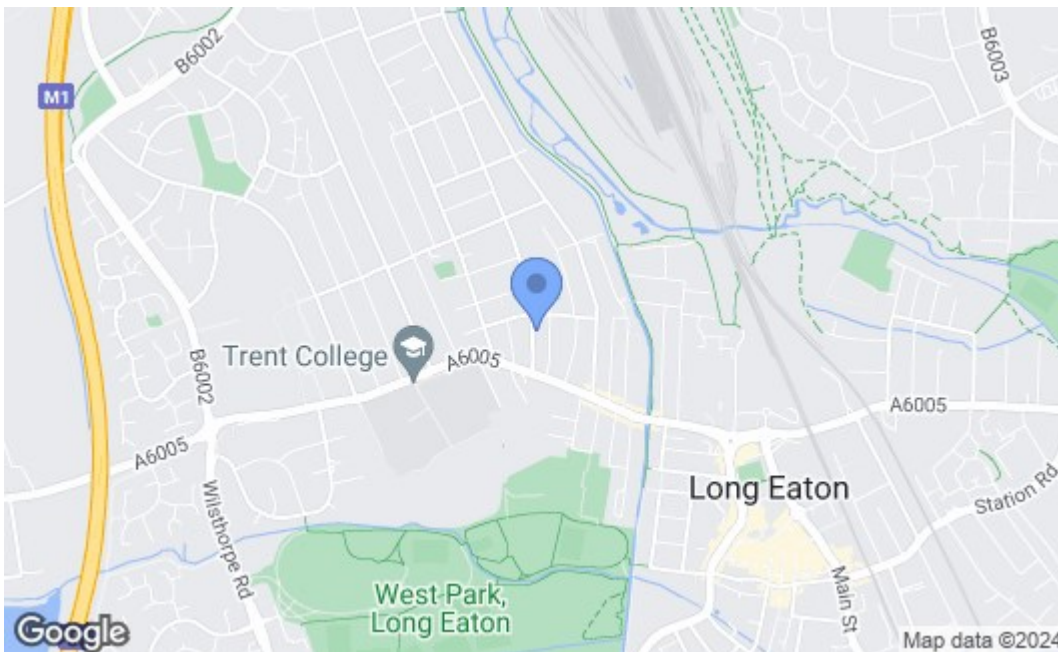 B6002
B6003
M1
Trent College
A6005
B6002
A6005
A6005
Long Eaton
Station Rd
Wilsthorpe Rd
West Park,
Long Eaton
Main St
Google
Map data ©2024